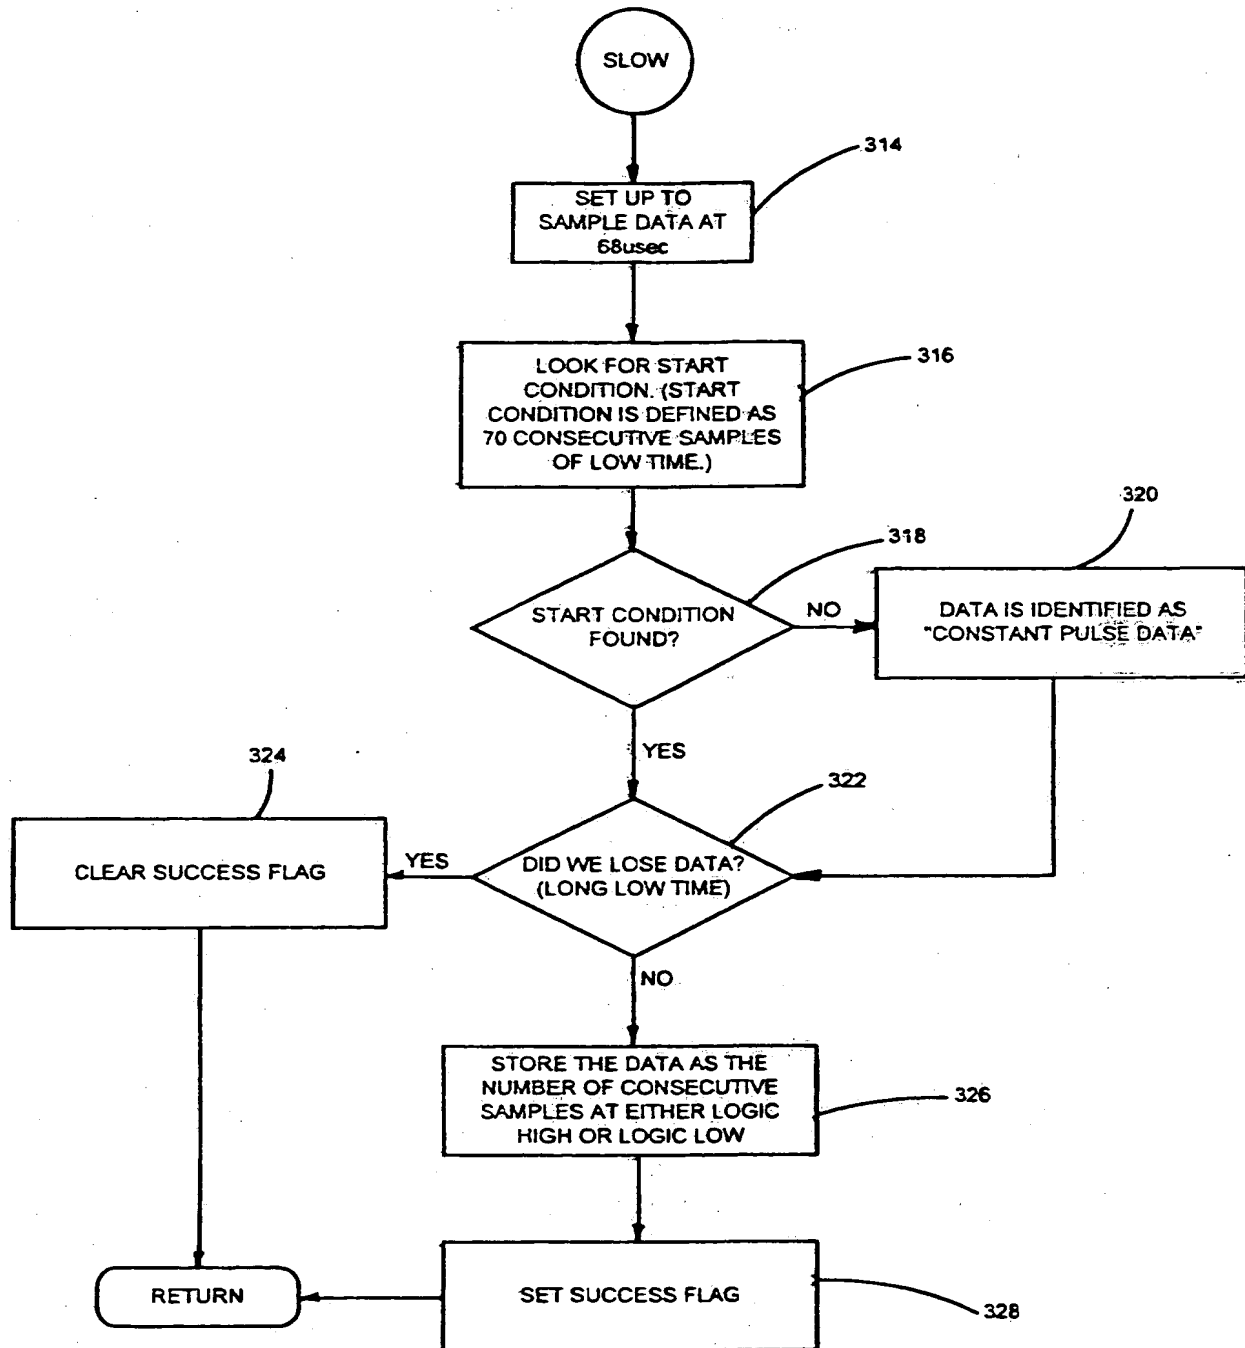 SLOW
314
SET UP TO
SAMPLE DATA AT
68usec
316
LOOK FOR START
CONDITION. (START
CONDITION IS DEFINED AS
70 CONSECUTIVE SAMPLES
OF LOW TIME.)
318
START CONDITION
FOUND?
NO
320
DATA IS IDENTIFIED AS
"CONSTANT PULSE DATA"
YES
322
324
DID WE LOSE DATA?
(LONG LOW TIME)
YES
CLEAR SUCCESS FLAG
NO
STORE THE DATA AS THE
NUMBER OF CONSECUTIVE
SAMPLES AT EITHER LOGIC
HIGH OR LOGIC LOW
326
SET SUCCESS FLAG
328
RETURN